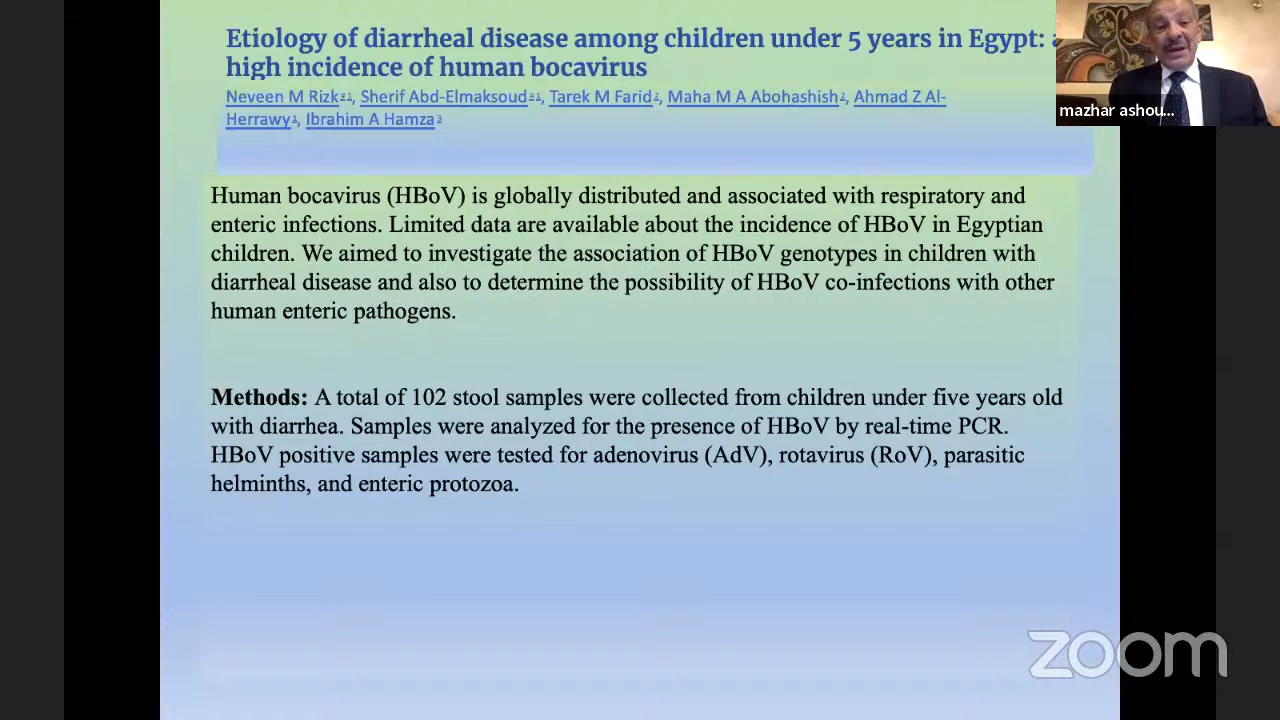 Etiology of diarrheal disease among children under 5 years in Egypt:
high incidence of human bocavirus
Neveen M Rizk #1, Sherif Abd-Elmaksoud #1, Tarek M Farid 2, Maha M A Abohashish 2, Ahmad Z Al-
Herrawy 1, Ibrahim A Hamza 3
mazhar ashou...
Human bocavirus (HBoV) is globally distributed and associated with respiratory and
enteric infections. Limited data are available about the incidence of HBoV in Egyptian
children. We aimed to investigate the association of HBoV genotypes in children with
diarrheal disease and also to determine the possibility of HBoV co-infections with other
human enteric pathogens.
Methods: A total of 102 stool samples were collected from children under five years old
with diarrhea. Samples were analyzed for the presence of HBoV by real-time PCR.
HBoV positive samples were tested for adenovirus (AdV), rotavirus (RoV), parasitic
helminths, and enteric protozoa.
zoom